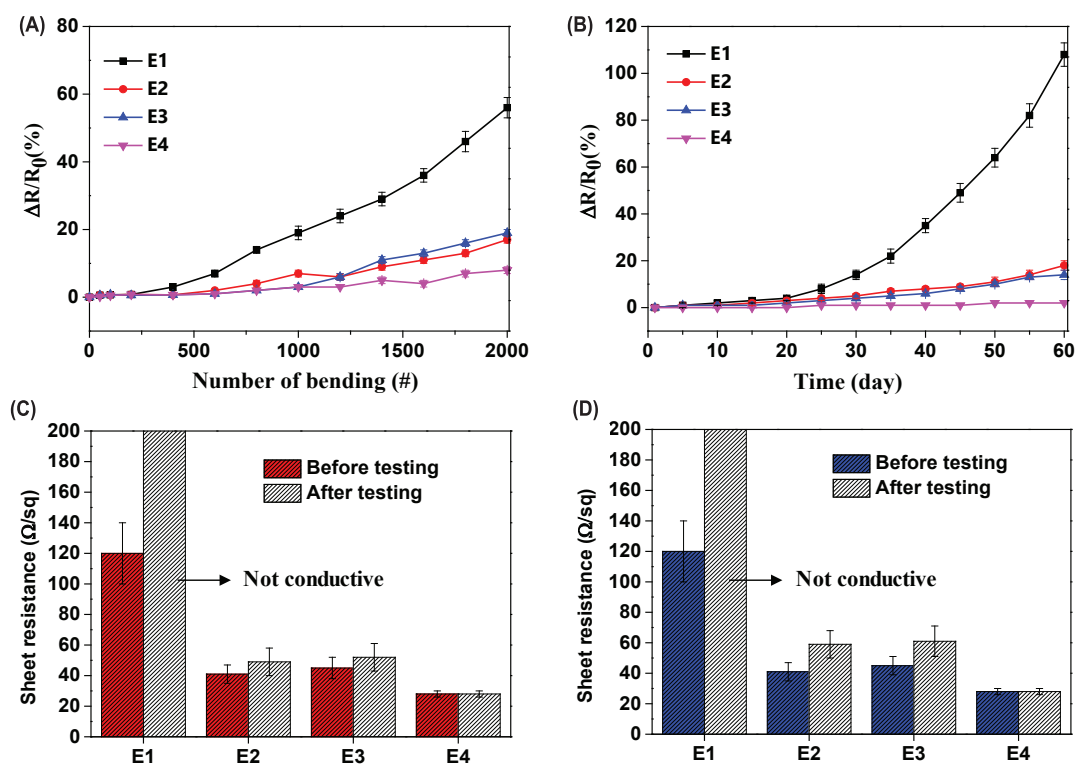 (A)
80
60
40
20
0
ΔR/R0(%)
E1
E2
E3
E4
0
500
1000
1500
2000
Number of bending (#)
(B)
120
100
80
60
40
20
0
ΔR/R0(%)
E1
E2
E3
E4
0
10
20
30
40
50
60
Time (day)
(C)
200
180
160
140
120
100
80
60
40
20
0
Sheet resistance (Ω/sq)
Before testing
After testing
Not conductive
E1
E2
E3
E4
(D)
200
180
160
140
120
100
80
60
40
20
0
Sheet resistance (Ω/sq)
Before testing
After testing
Not conductive
E1
E2
E3
E4